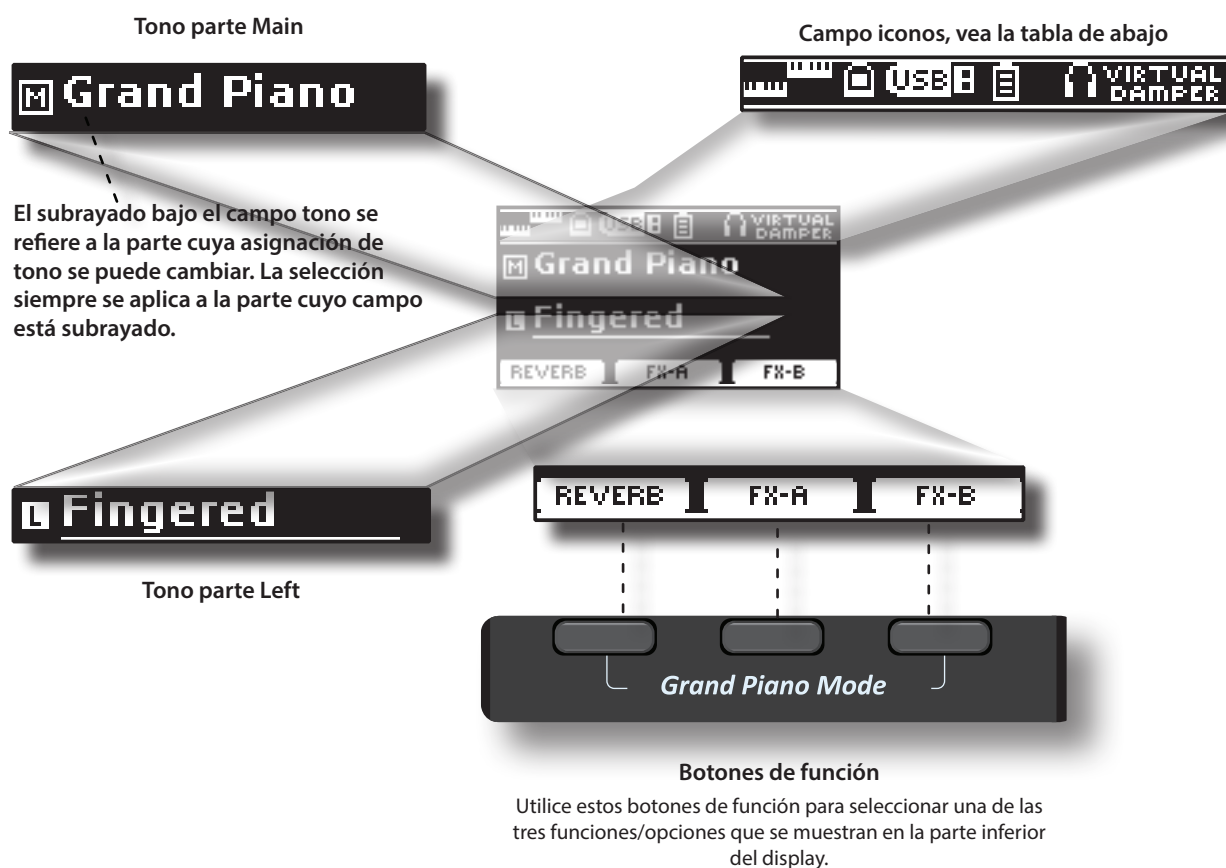 Tono parte Main
Campo iconos, vea la tabla de abajo
M Grand Piano
USB
VIRTUAL
DAMPER
El subrayado bajo el campo tono se
refiere a la parte cuya asignación de
tono se puede cambiar. La selección
siempre se aplica a la parte cuyo campo
está subrayado.
USB
VIRTUAL
DAMPER
M Grand Piano
L Fingered
REVERB FX-A FX-B
L Fingered
Tono parte Left
REVERB FX-A FX-B
Grand Piano Mode
Botones de función
Utilice estos botones de función para seleccionar una de las
tres funciones/opciones que se muestran en la parte inferior
del display.